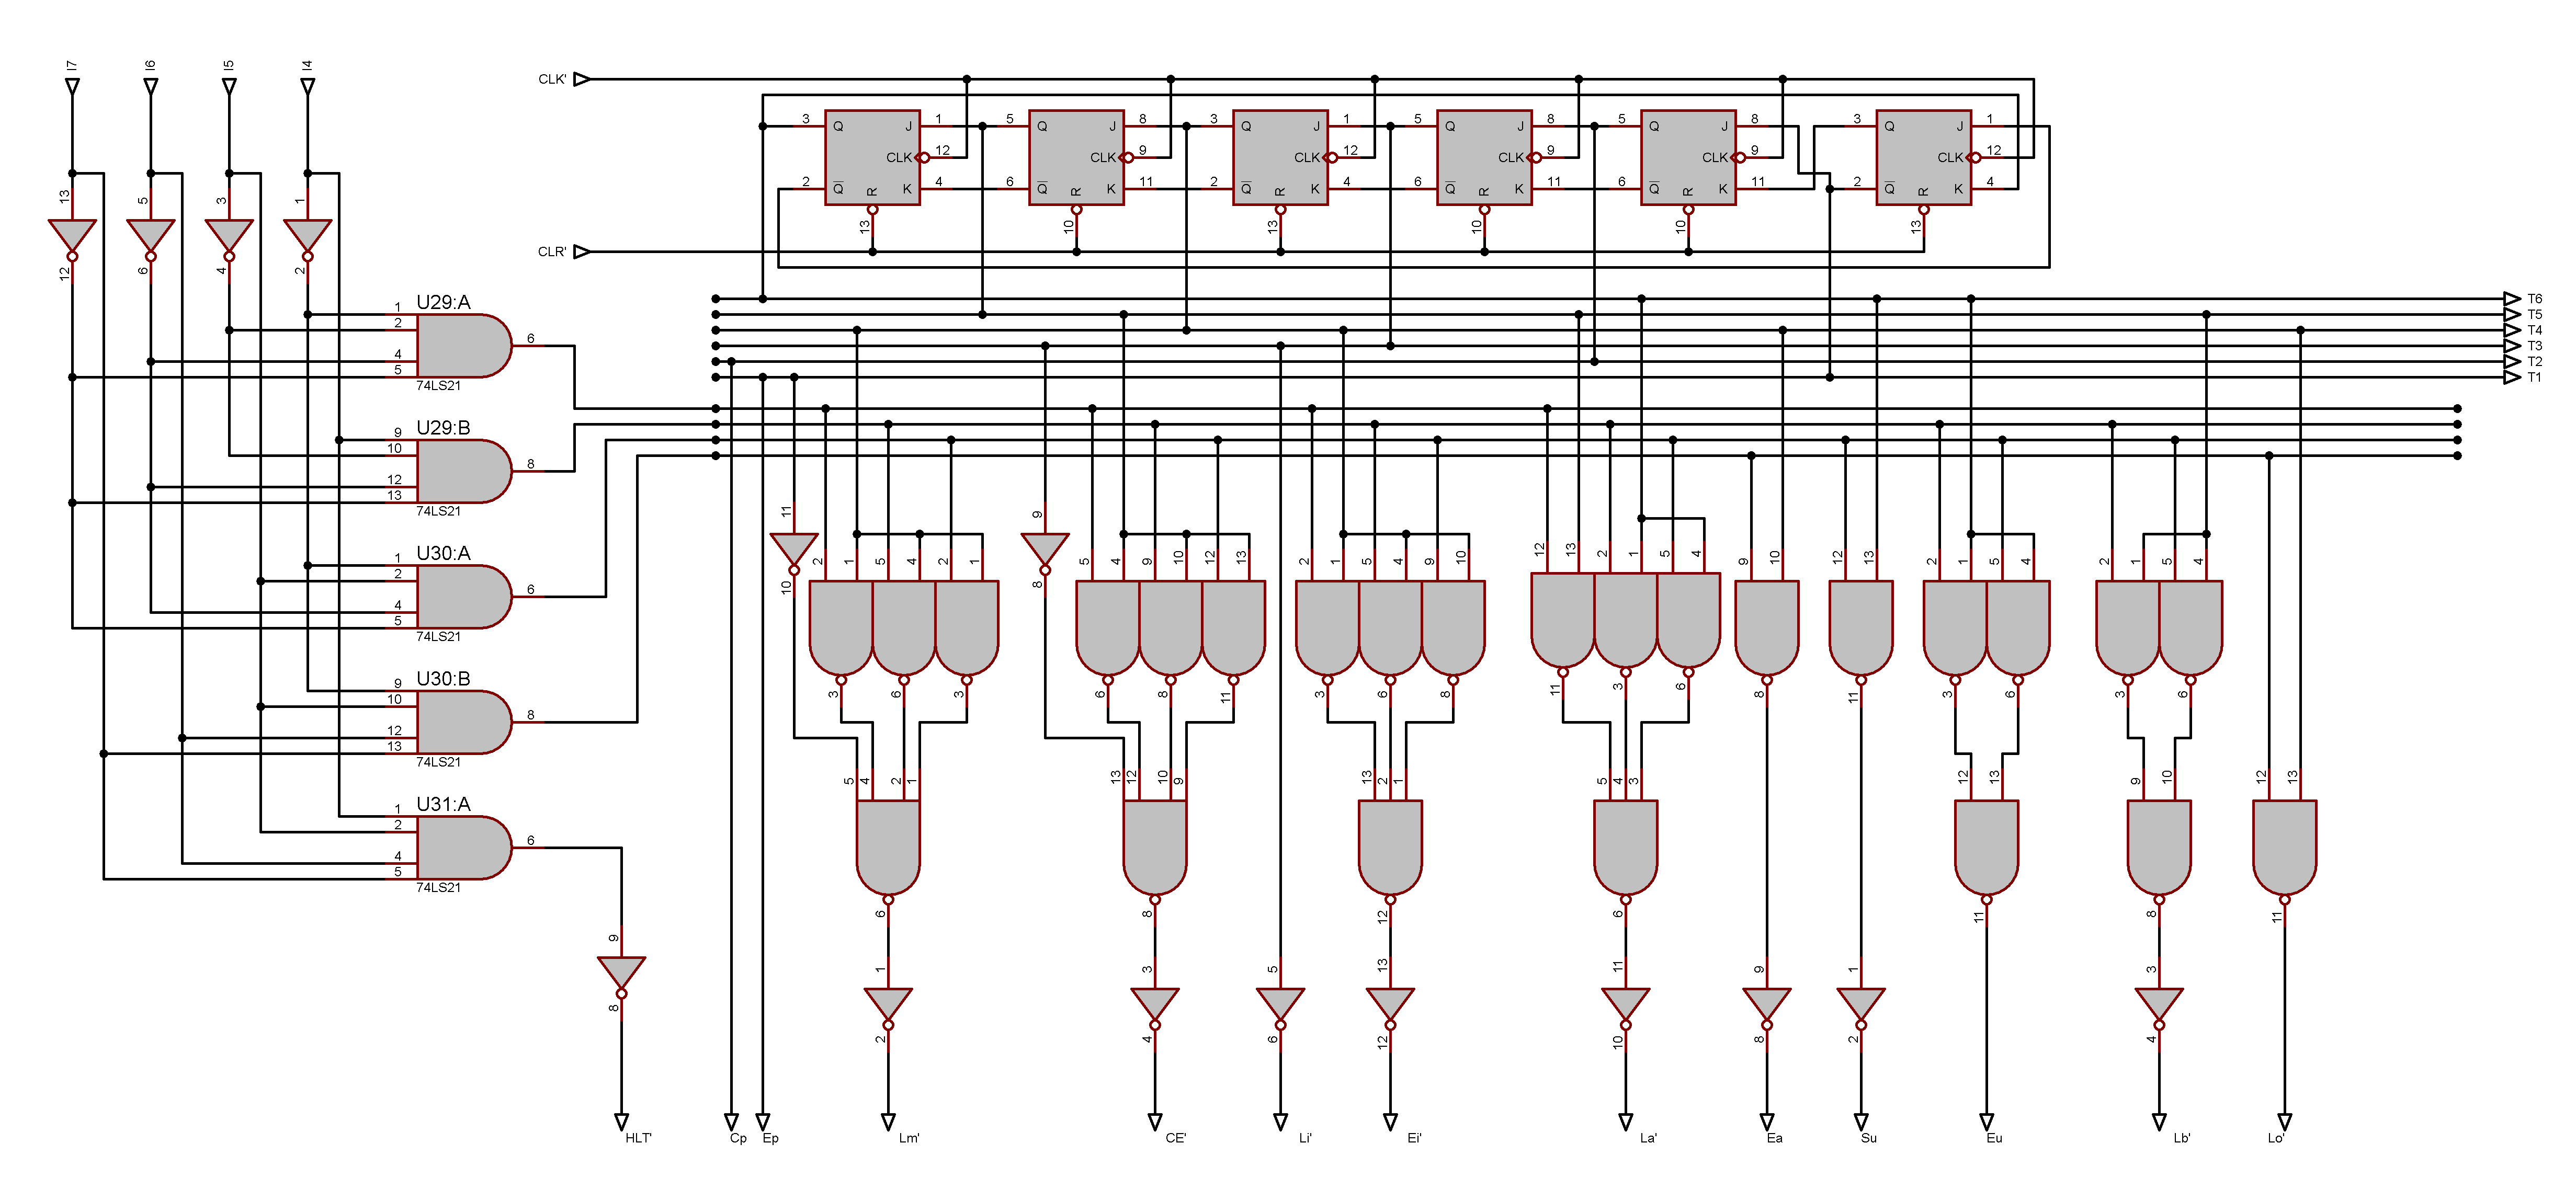 I7 I6 I5 I4
CLK'
3 Q J 1 5 Q J 8 3 Q J 1 5 Q J 8 5 Q J 8 3 Q J 1
CLK 12 CLK 9 CLK 12 CLK 9 CLK 9 CLK 12
2 Q R K 4 6 Q R K 11 2 Q R K 4 6 Q R K 11 6 Q R K 11 2 Q R K 4
13 10 13 10 10 13
CLR'
13 5 3 1
12 6 4 2
T6
T5
T4
T3
T2
T1
U29:A
1
2
4
5
6
74LS21
U29:B
9
10
12
13
8
74LS21
U30:A
1
2
4
5
6
74LS21
U30:B
9
10
12
13
8
74LS21
U31:A
1
2
4
5
6
74LS21
9
8
11 9
10 8
2 1 5 4 2 1 5 4 9 10 12 13 2 1 5 4 9 10 12 13 2 1 5 4 9 10 12 13 2 1 5 4 2 1 5 4
3 6 3 6 8 11 3 6 8 11 3 6 8 11 3 6 3 6
5 4 2 1 13 12 10 9 13 2 1 5 4 3 12 13 9 10 12 13
6 8 12 6 11 8 11
1 3 5 13 11 9 1 3
2 4 6 12 10 8 2 4
HLT' Cp Ep Lm' CE' Li' Ei' La' Ea Su Eu Lb' Lo'